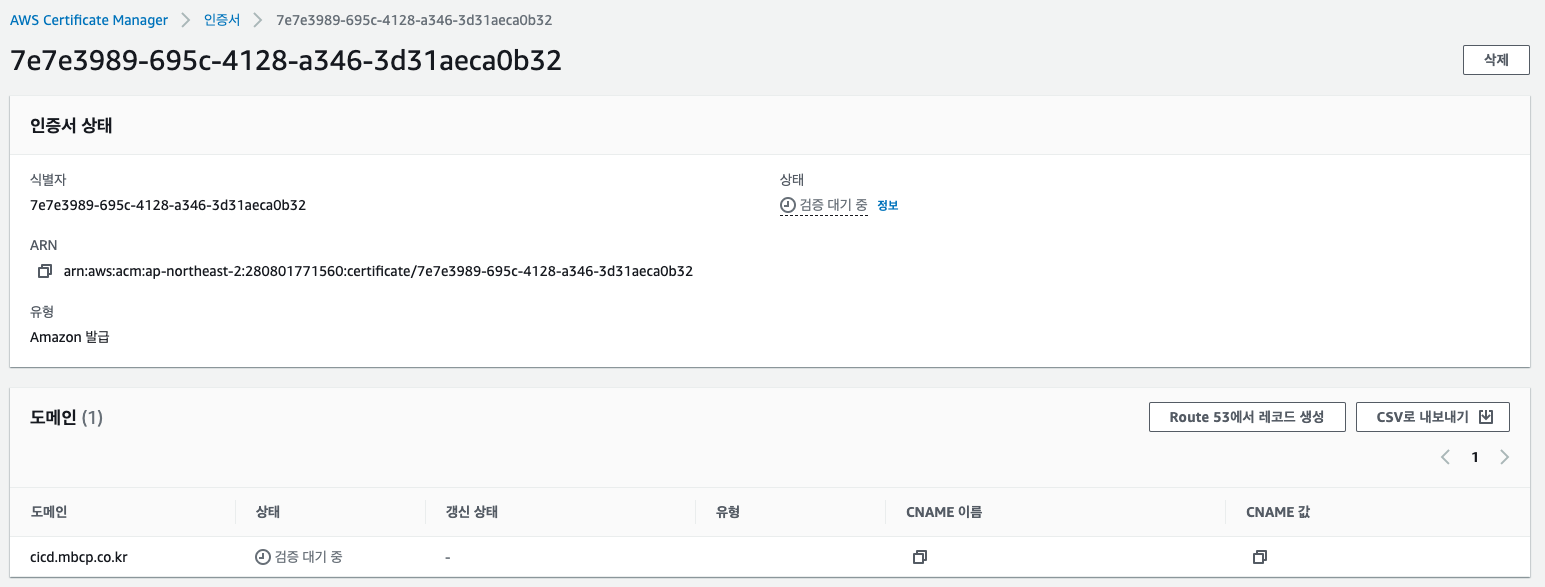 AWS Certificate Manager > 인증서 > 7e7e3989-695c-4128-a346-3d31aeca0b32
7e7e3989-695c-4128-a346-3d31aeca0b32 삭제
인증서 상태
식별자 상태
7e7e3989-695c-4128-a346-3d31aeca0b32 검증 대기 중 정보
ARN
arn:aws:acm:ap-northeast-2:280801771560:certificate/7e7e3989-695c-4128-a346-3d31aeca0b32
유형
Amazon 발급
도메인 (1) Route 53에서 레코드 생성 CSV로 내보내기
< 1 >
도메인 상태 갱신 상태 유형 CNAME 이름 CNAME 값
cicd.mbcp.co.kr 검증 대기 중 -